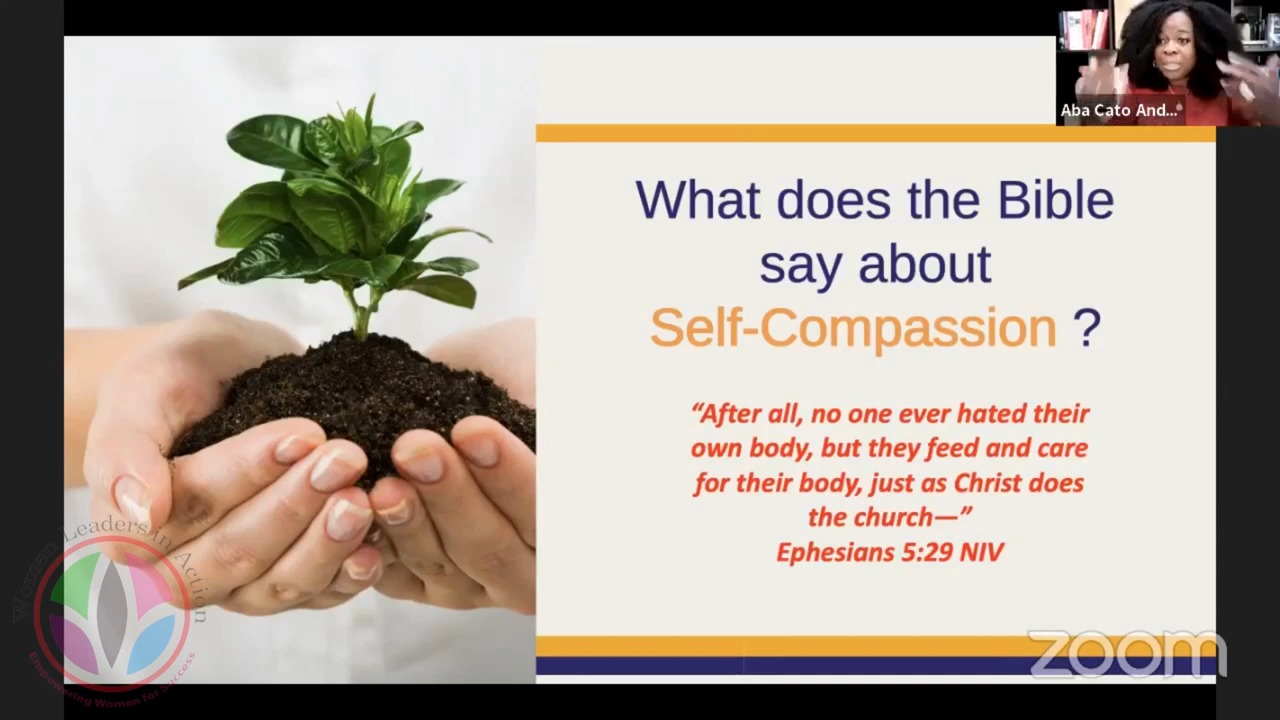 Aba Cato And...
What does the Bible
say about
Self-Compassion ?
“After all, no one ever hated their
own body, but they feed and care
for their body, just as Christ does
the church—”
Ephesians 5:29 NIV
Women Leaders in Action
Empowering Women for Success
zoom